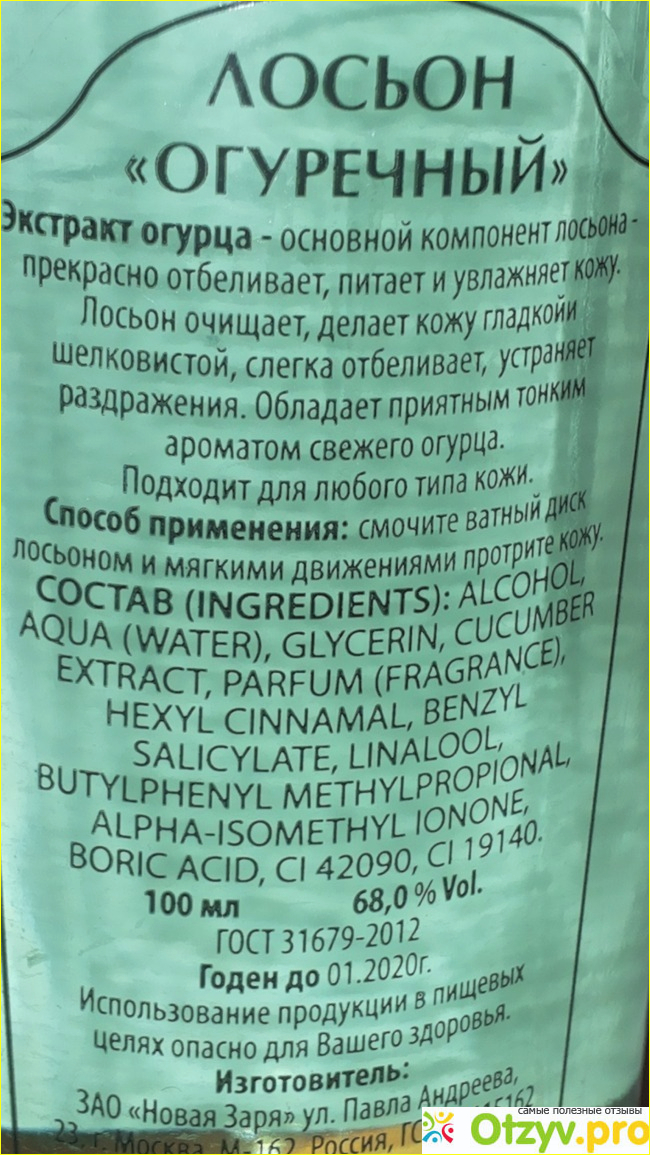 ЛОСЬОН
«ОГУРЕЧНЫЙ»
Экстракт огурца - основной компонент лосьона -
прекрасно отбеливает, питает и увлажняет кожу.
Лосьон очищает, делает кожу гладкойи
шелковистой, слегка отбеливает, устраняет
раздражения. Обладает приятным тонким
ароматом свежего огурца.
Подходит для любого типа кожи.
Способ применения: смочите ватный диск
лосьоном и мягкими движениями протрите кожу.
СОСТАВ (INGREDIENTS): ALCOHOL,
AQUA (WATER), GLYCERIN, CUCUMBER
EXTRACT, PARFUM (FRAGRANCE),
HEXYL CINNAMAL, BENZYL
SALICYLATE, LINALOOL,
BUTYLPHENYL METHYLPROPIONAL,
ALPHA-ISOMETHYL IONONE,
BORIC ACID, CI 42090, CI 19140.
100 мл 68,0 % Vol.
ГОСТ 31679-2012
Годен до 01.2020г.
Использование продукции в пищевых
целях опасно для Вашего здоровья.
Изготовитель:
ЗАО «Новая Заря» ул. Павла Андреева,
23, г. Москва, М-162, Россия,
самые полезные отзывы
Otzyv.pro